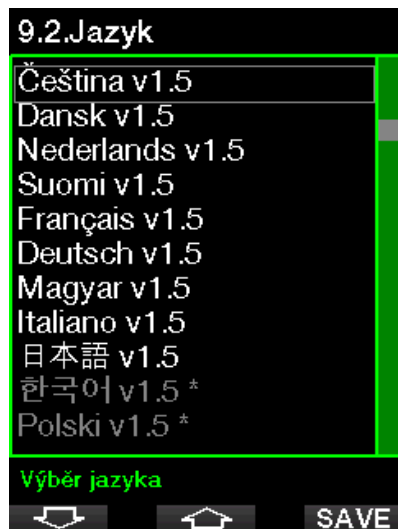 9.2.Jazyk
Čeština v1.5
Dansk v1.5
Nederlands v1.5
Suomi v1.5
Français v1.5
Deutsch v1.5
Magyar v1.5
Italiano v1.5
日本語 v1.5
한국어 v1.5 *
Polski v1.5 *
Výběr jazyka
SAVE